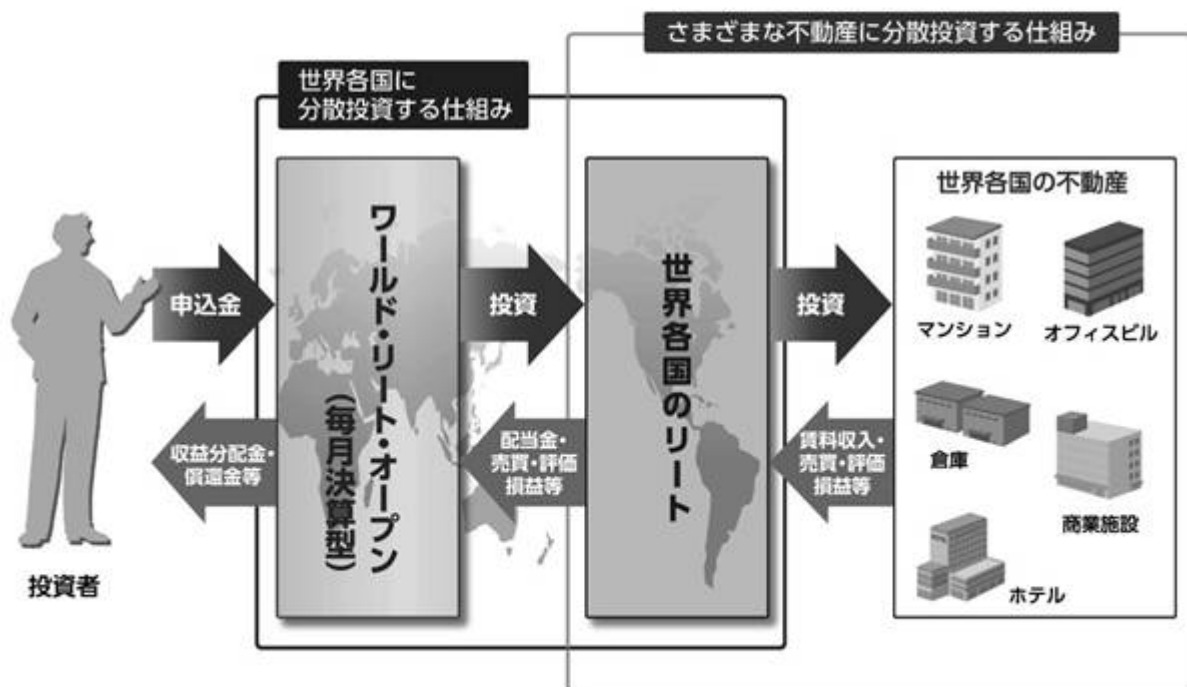 さまざまな不動産に分散投資する仕組み
世界各国に
分散投資する仕組み
投資者
申込金
収益分配金・
償還金等
ワールド・リート・オープン
（毎月決算型）
投資
配当金・
売買・評価
損益等
世界各国のリート
投資
賃料収入・
売買・評価
損益等
世界各国の不動産
マンション
オフィスビル
倉庫
商業施設
ホテル